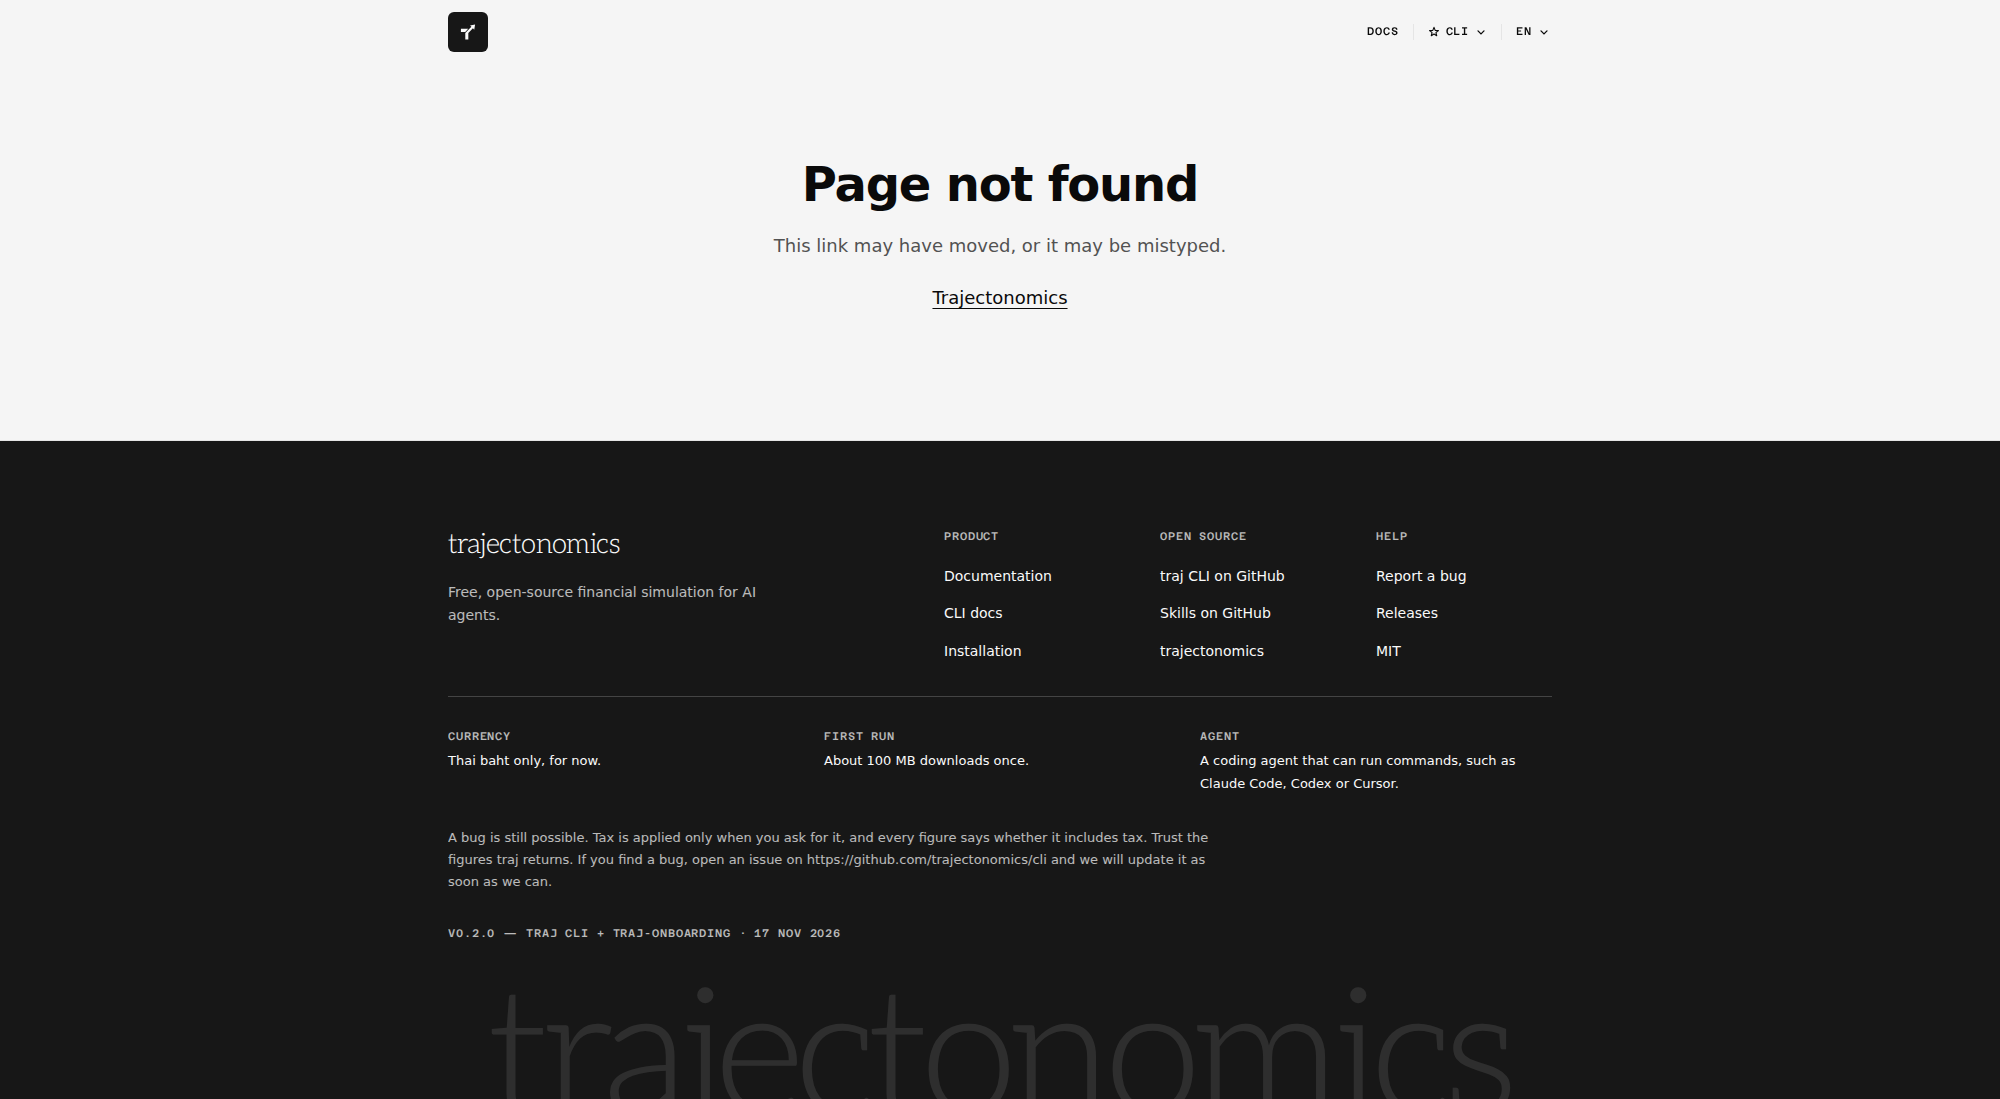 DOCS
CLI
EN
Page not found
This link may have moved, or it may be mistyped.
Trajectonomics
trajectonomics
Free, open-source financial simulation for AI
agents.
PRODUCT
Documentation
CLI docs
Installation
OPEN SOURCE
traj CLI on GitHub
Skills on GitHub
trajectonomics
HELP
Report a bug
Releases
MIT
CURRENCY
Thai baht only, for now.
FIRST RUN
About 100 MB downloads once.
AGENT
A coding agent that can run commands, such as
Claude Code, Codex or Cursor.
A bug is still possible. Tax is applied only when you ask for it, and every figure says whether it includes tax. Trust the
figures traj returns. If you find a bug, open an issue on https://github.com/trajectonomics/cli and we will update it as
soon as we can.
V0.2.0 — TRAJ CLI + TRAJ-ONBOARDING · 17 NOV 2026
trajectonomics